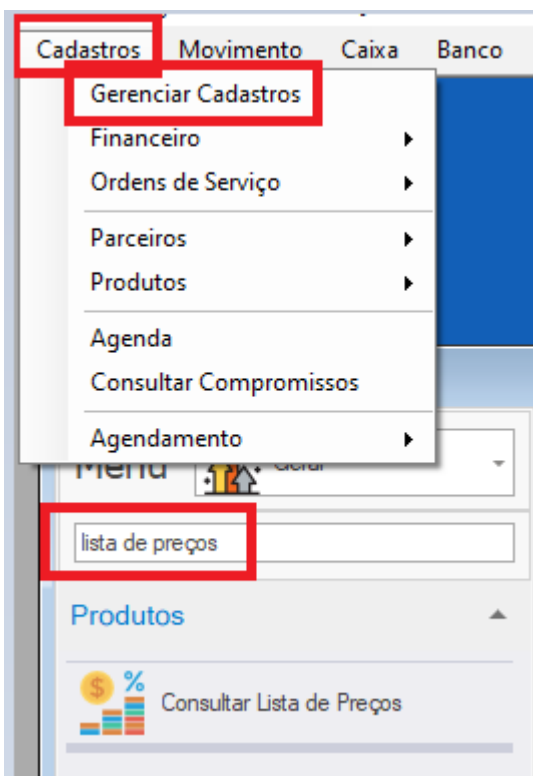 Cadastros Movimento Caixa Banco
Gerenciar Cadastros
Financeiro
Ordens de Serviço
Parceiros
Produtos
Agenda
Consultar Compromissos
Agendamento
Menu Geral
lista de preços
Produtos
Consultar Lista de Preços